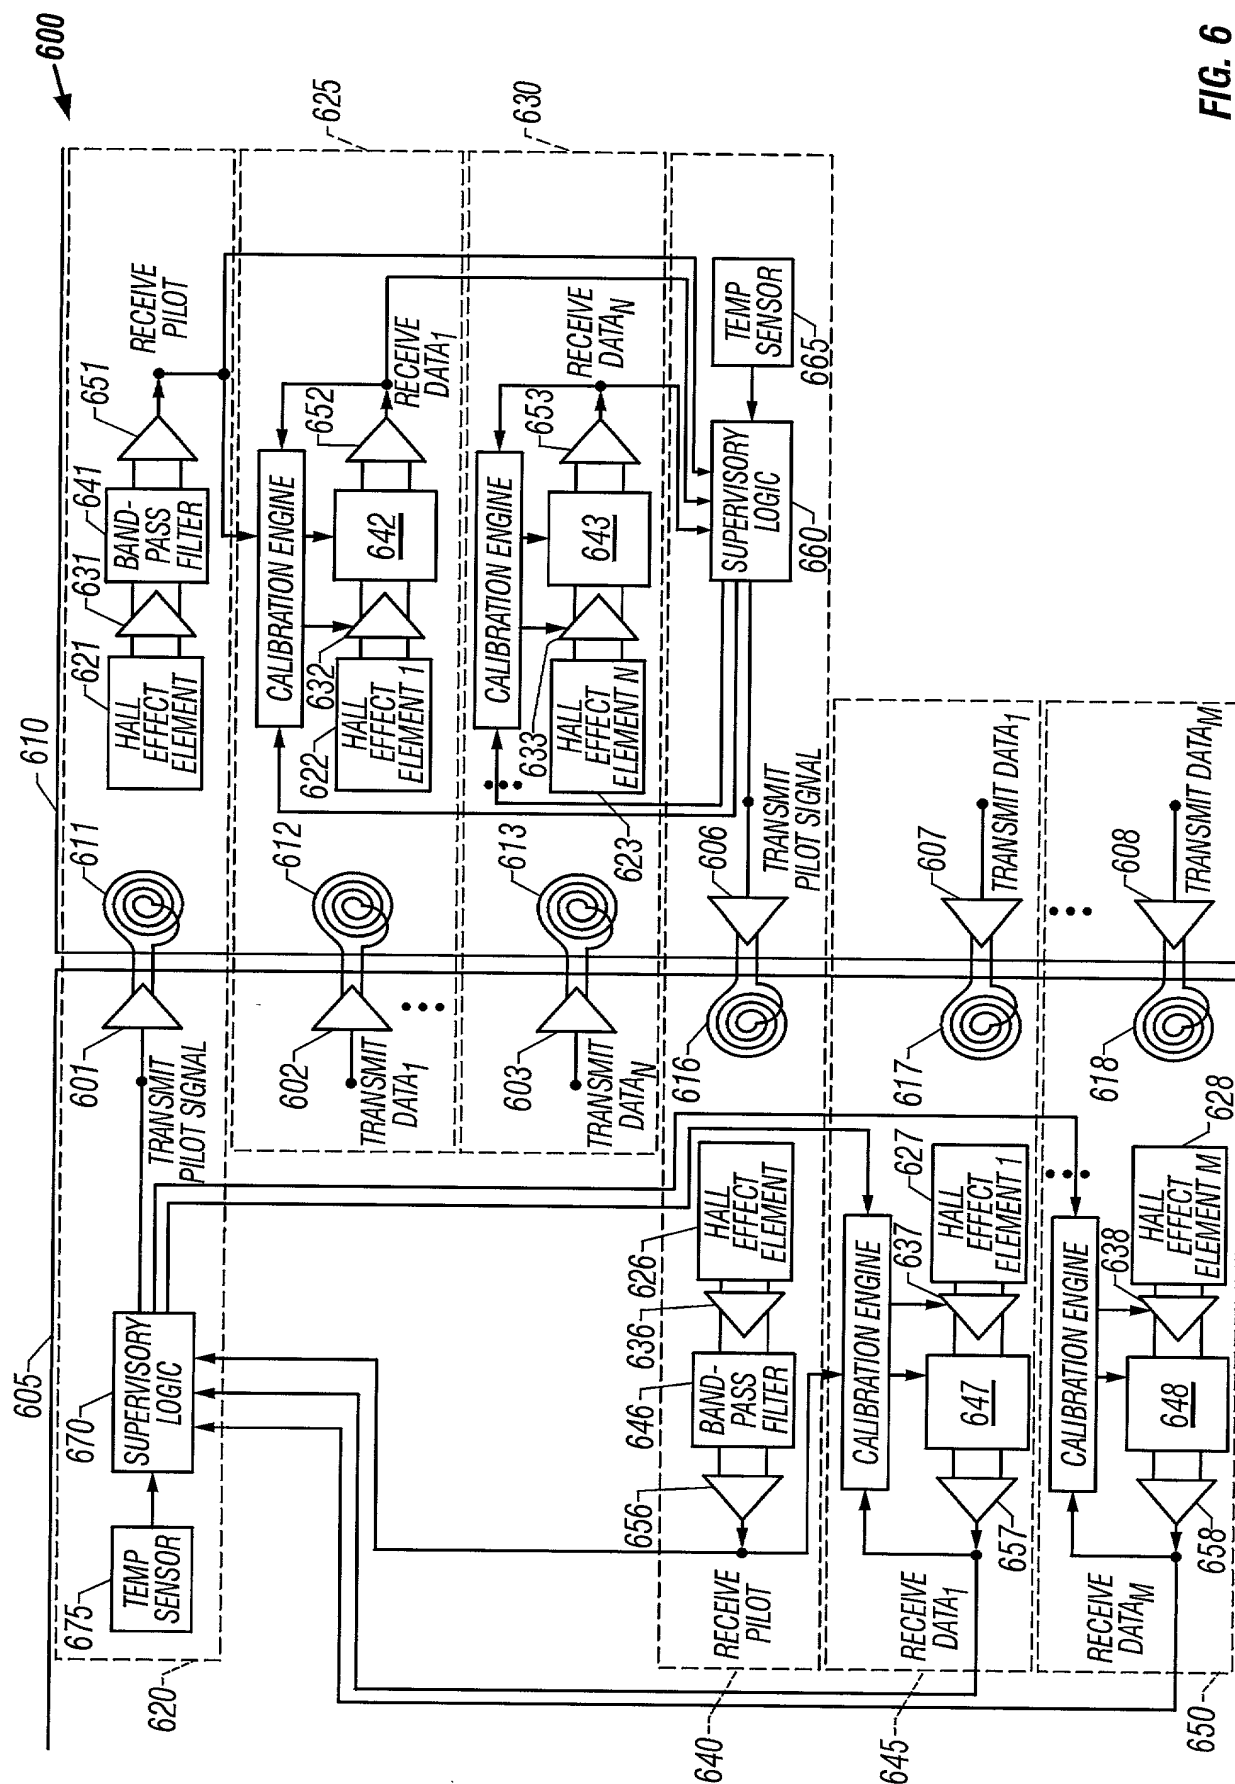 600
605
610
611
601
TRANSMIT
PILOT SIGNAL
621
HALL
EFFECT
ELEMENT
631
641
BAND-
PASS
FILTER
651
RECEIVE
PILOT
670
SUPERVISORY
LOGIC
675
TEMP
SENSOR
620
625
612
602
TRANSMIT
DATA1
622
HALL
EFFECT
ELEMENT 1
632
642
652
CALIBRATION ENGINE
RECEIVE
DATA1
630
613
603
TRANSMIT
DATAN
623
HALL
EFFECT
ELEMENT N
633
643
653
CALIBRATION ENGINE
RECEIVE
DATAN
606
616
TRANSMIT
PILOT SIGNAL
SUPERVISORY
LOGIC
660
TEMP
SENSOR
665
626
HALL
EFFECT
ELEMENT
636
646
BAND-
PASS
FILTER
656
RECEIVE
PILOT
640
607
617
TRANSMIT DATA1
627
HALL
EFFECT
ELEMENT 1
637
647
657
CALIBRATION ENGINE
RECEIVE
DATA1
645
608
618
TRANSMIT DATAM
628
HALL
EFFECT
ELEMENT M
638
648
658
CALIBRATION ENGINE
RECEIVE
DATAM
650
FIG. 6